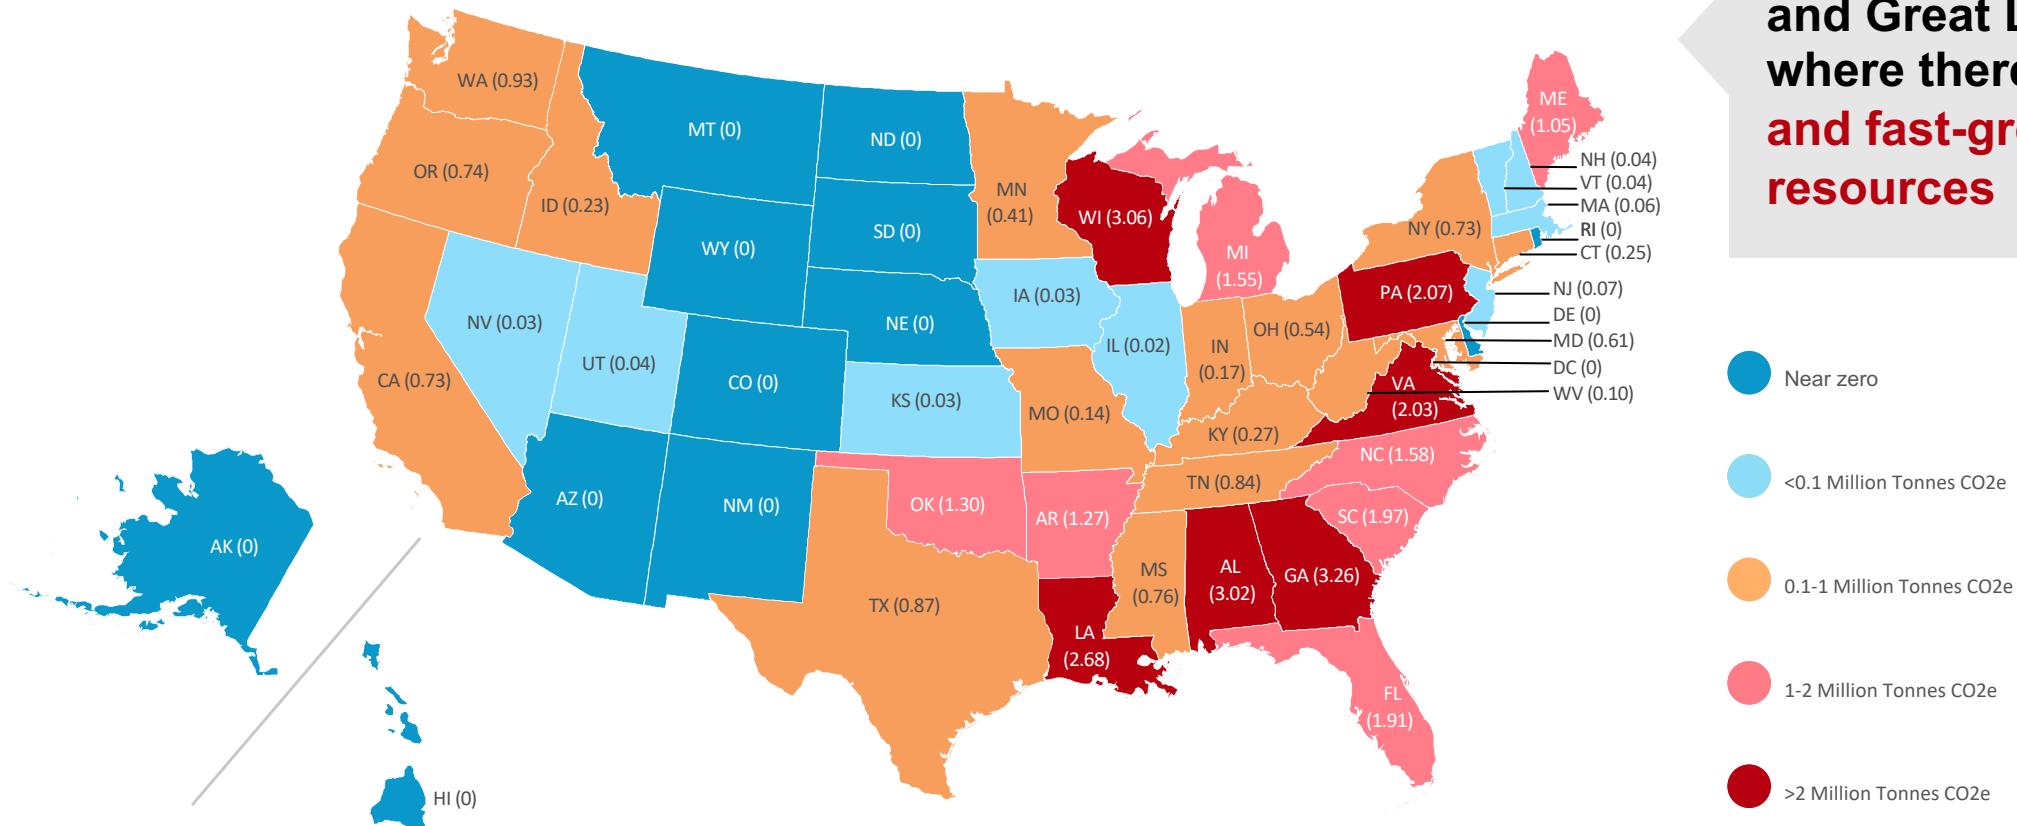 and Great L
where there
and fast-gr
resources
WA (0.93)
OR (0.74)
CA (0.73)
ID (0.23)
NV (0.03)
UT (0.04)
AZ (0)
MT (0)
WY (0)
CO (0)
NM (0)
ND (0)
SD (0)
NE (0)
KS (0.03)
OK (1.30)
TX (0.87)
MN
(0.41)
IA (0.03)
MO (0.14)
AR (1.27)
LA
(2.68)
WI (3.06)
IL (0.02)
MI
(1.55)
IN
(0.17)
OH (0.54)
KY (0.27)
TN (0.84)
MS
(0.76)
AL
(3.02)
GA (3.26)
FL
(1.91)
SC (1.97)
NC (1.58)
VA
(2.03)
PA (2.07)
NY (0.73)
ME
(1.05)
NH (0.04)
VT (0.04)
MA (0.06)
RI (0)
CT (0.25)
NJ (0.07)
DE (0)
MD (0.61)
DC (0)
WV (0.10)
AK (0)
HI (0)
Near zero
<0.1 Million Tonnes CO2e
0.1-1 Million Tonnes CO2e
1-2 Million Tonnes CO2e
>2 Million Tonnes CO2e